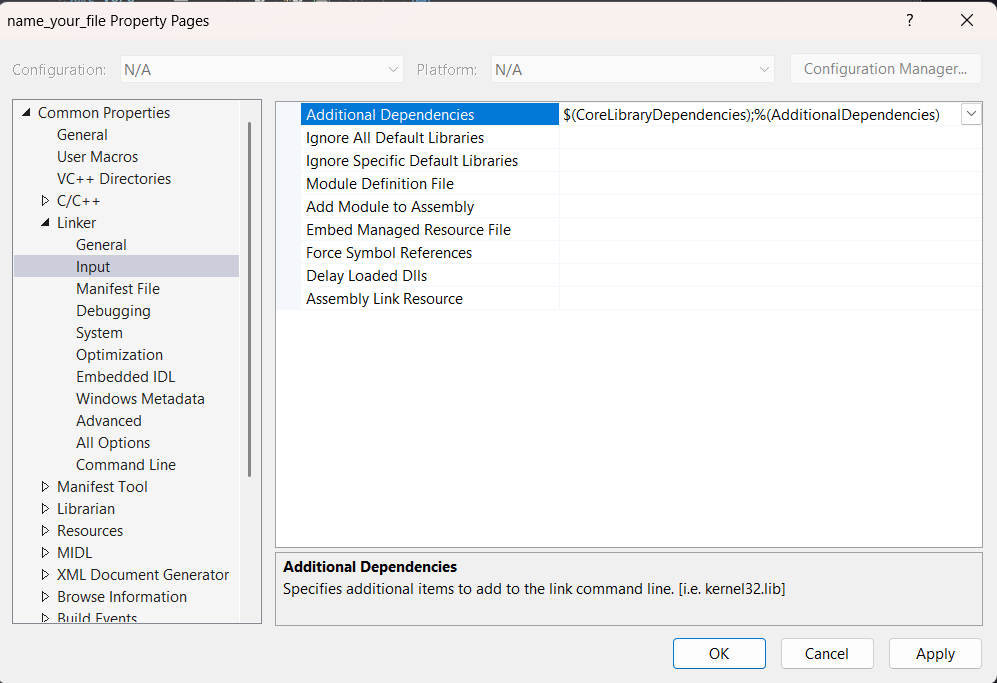 name_your_file Property Pages
?
Configuration: N/A Platform: N/A Configuration Manager...
Common Properties
General
User Macros
VC++ Directories
C/C++
Linker
General
Input
Manifest File
Debugging
System
Optimization
Embedded IDL
Windows Metadata
Advanced
All Options
Command Line
Manifest Tool
Librarian
Resources
MIDL
XML Document Generator
Browse Information
Build Events
Additional Dependencies $(CoreLibraryDependencies);%(AdditionalDependencies)
Ignore All Default Libraries
Ignore Specific Default Libraries
Module Definition File
Add Module to Assembly
Embed Managed Resource File
Force Symbol References
Delay Loaded Dlls
Assembly Link Resource
Additional Dependencies
Specifies additional items to add to the link command line. [i.e. kernel32.lib]
OK Cancel Apply